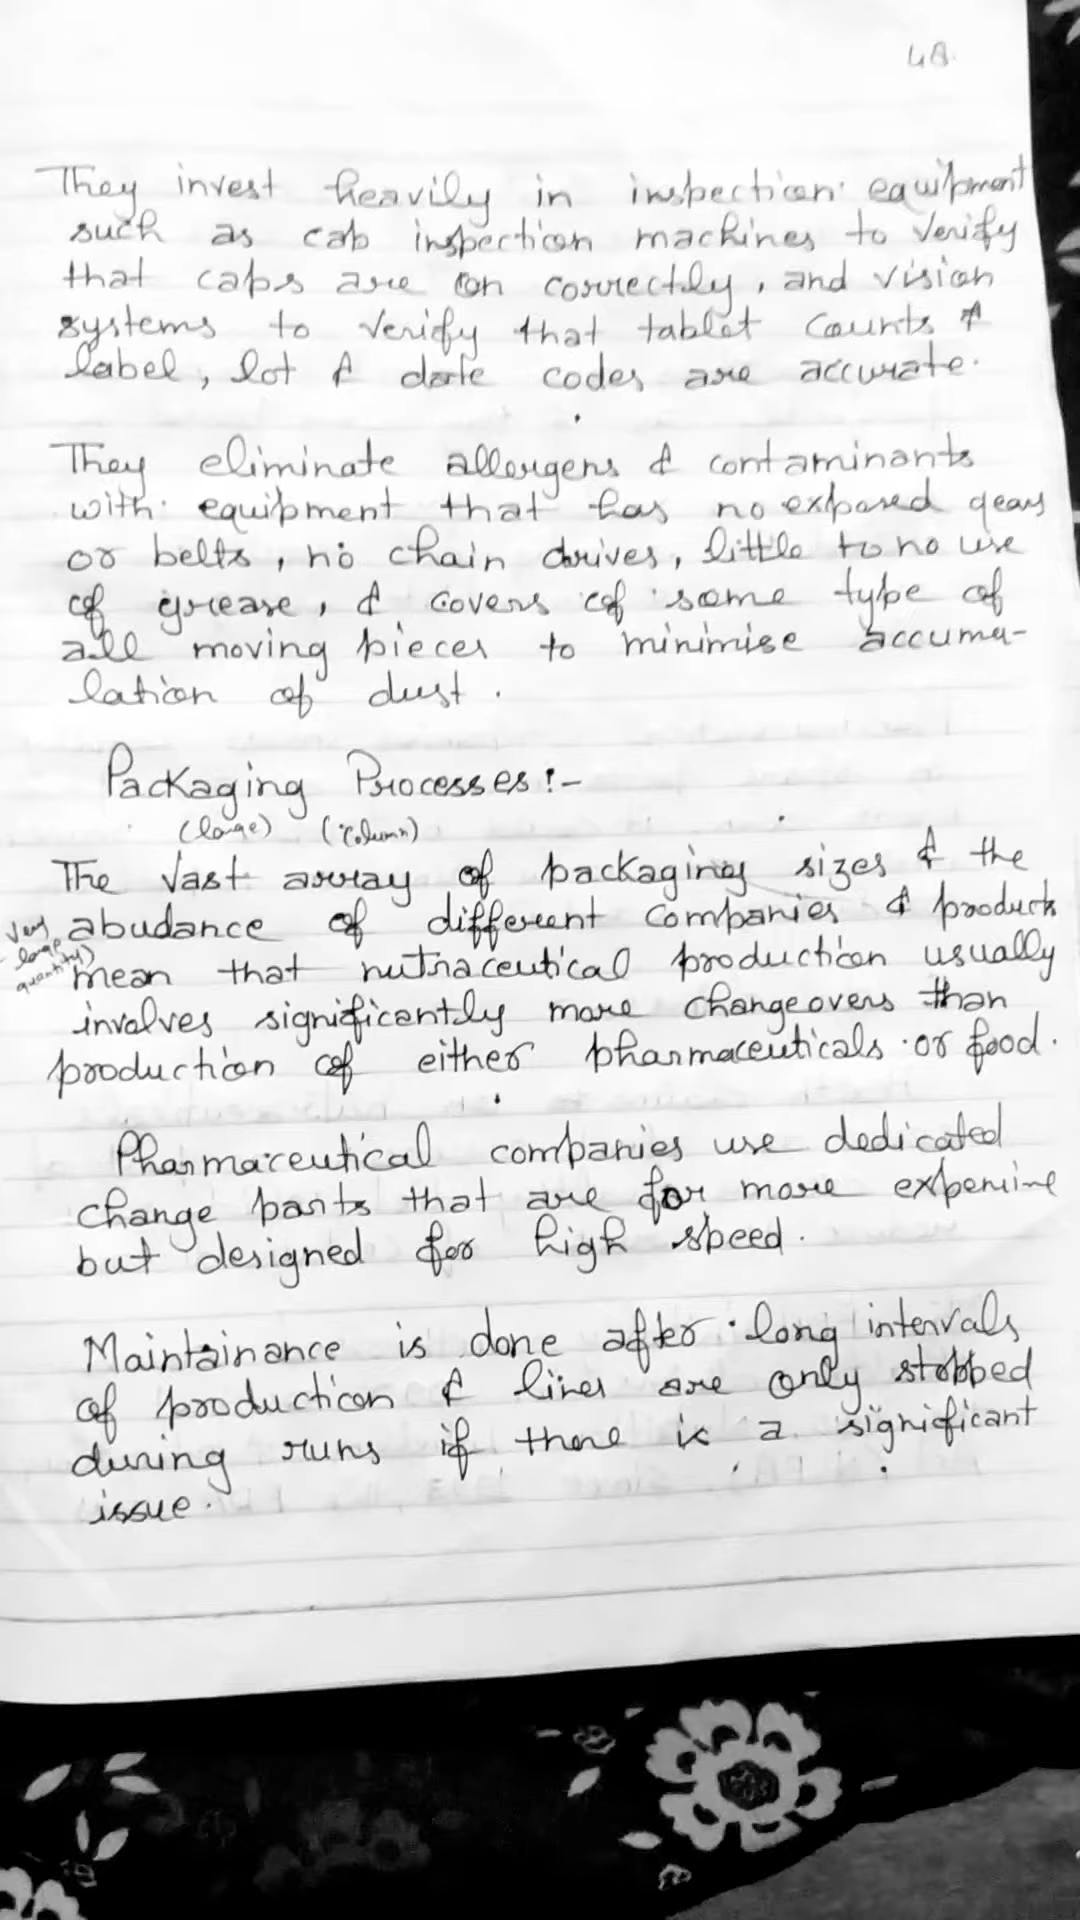 48
They invest heavily in inspection equipment
such as cap inspection machines to verify
that caps are on correctly, and vision
systems to verify that tablet counts &
label, lot & date codes are accurate.
They eliminate allergens & contaminants
with equipment that has no exposed gears
or belts, no chain drives, little to no use
of grease, & covers of some type of
all moving pieces to minimise accumu-
lation of dust.
Packaging Processes:-
(large) (column)
The vast array of packaging sizes & the
abudance of different companies & products
(very large quantity)
mean that nutraceutical production usually
involves significantly more changeovers than
production of either pharmaceuticals or food.
Pharmaceutical companies use dedicated
change parts that are far more expensive
but designed for high speed.
Maintainance is done after long intervals
of production & lines are only stopped
during runs if there is a significant
issue.